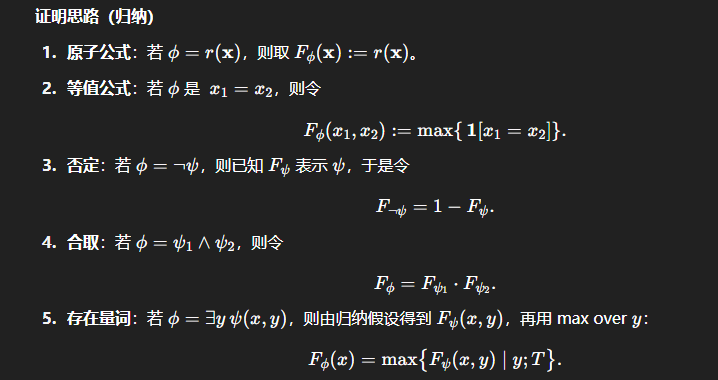 证明思路（归纳）
1. 原子公式：若 ϕ = r(x)，则取 F_ϕ(x) := r(x)。
2. 等值公式：若 ϕ 是 x₁ = x₂，则令
F_ϕ(x₁, x₂) := max{ 1[x₁ = x₂]}.
3. 否定：若 ϕ = ¬ψ，则已知 F_ψ 表示 ψ，于是令
F_¬ψ = 1 − F_ψ.
4. 合取：若 ϕ = ψ₁ ∧ ψ₂，则令
F_ϕ = F_ψ₁ · F_ψ₂.
5. 存在量词：若 ϕ = ∃y ψ(x, y)，则由归纳假设得到 F_ψ(x, y)，再用 max over y：
F_ϕ(x) = max{F_ψ(x, y) | y; T}.